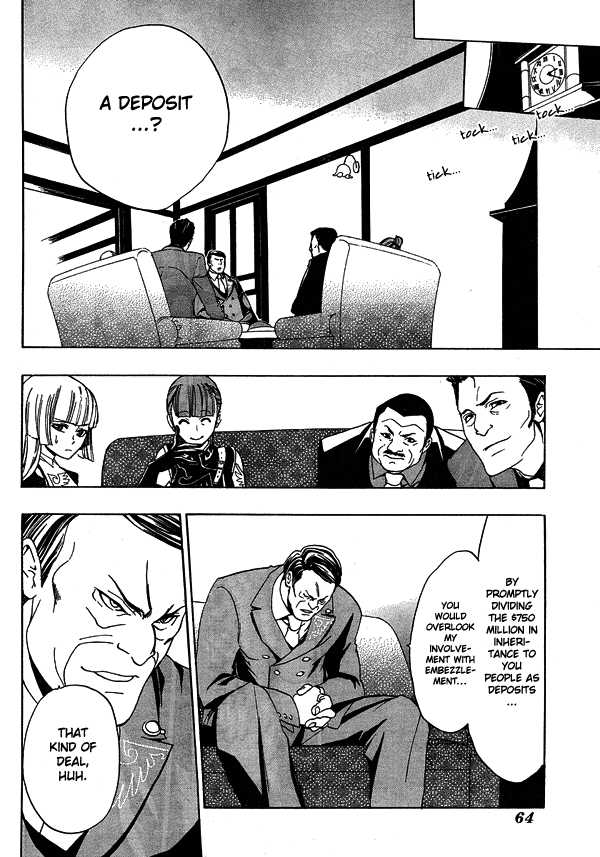 A DEPOSIT
...?
tock...
tick...
tock...
tick...
BY
PROMPTLY
DIVIDING
THE $750
MILLION IN
INHERI-
TANCE TO
YOU
PEOPLE AS
DEPOSITS
...
YOU
WOULD
OVERLOOK
MY
INVOLVE-
MENT WITH
EMBEZZLE-
MENT...
THAT
KIND OF
DEAL,
HUH.
64